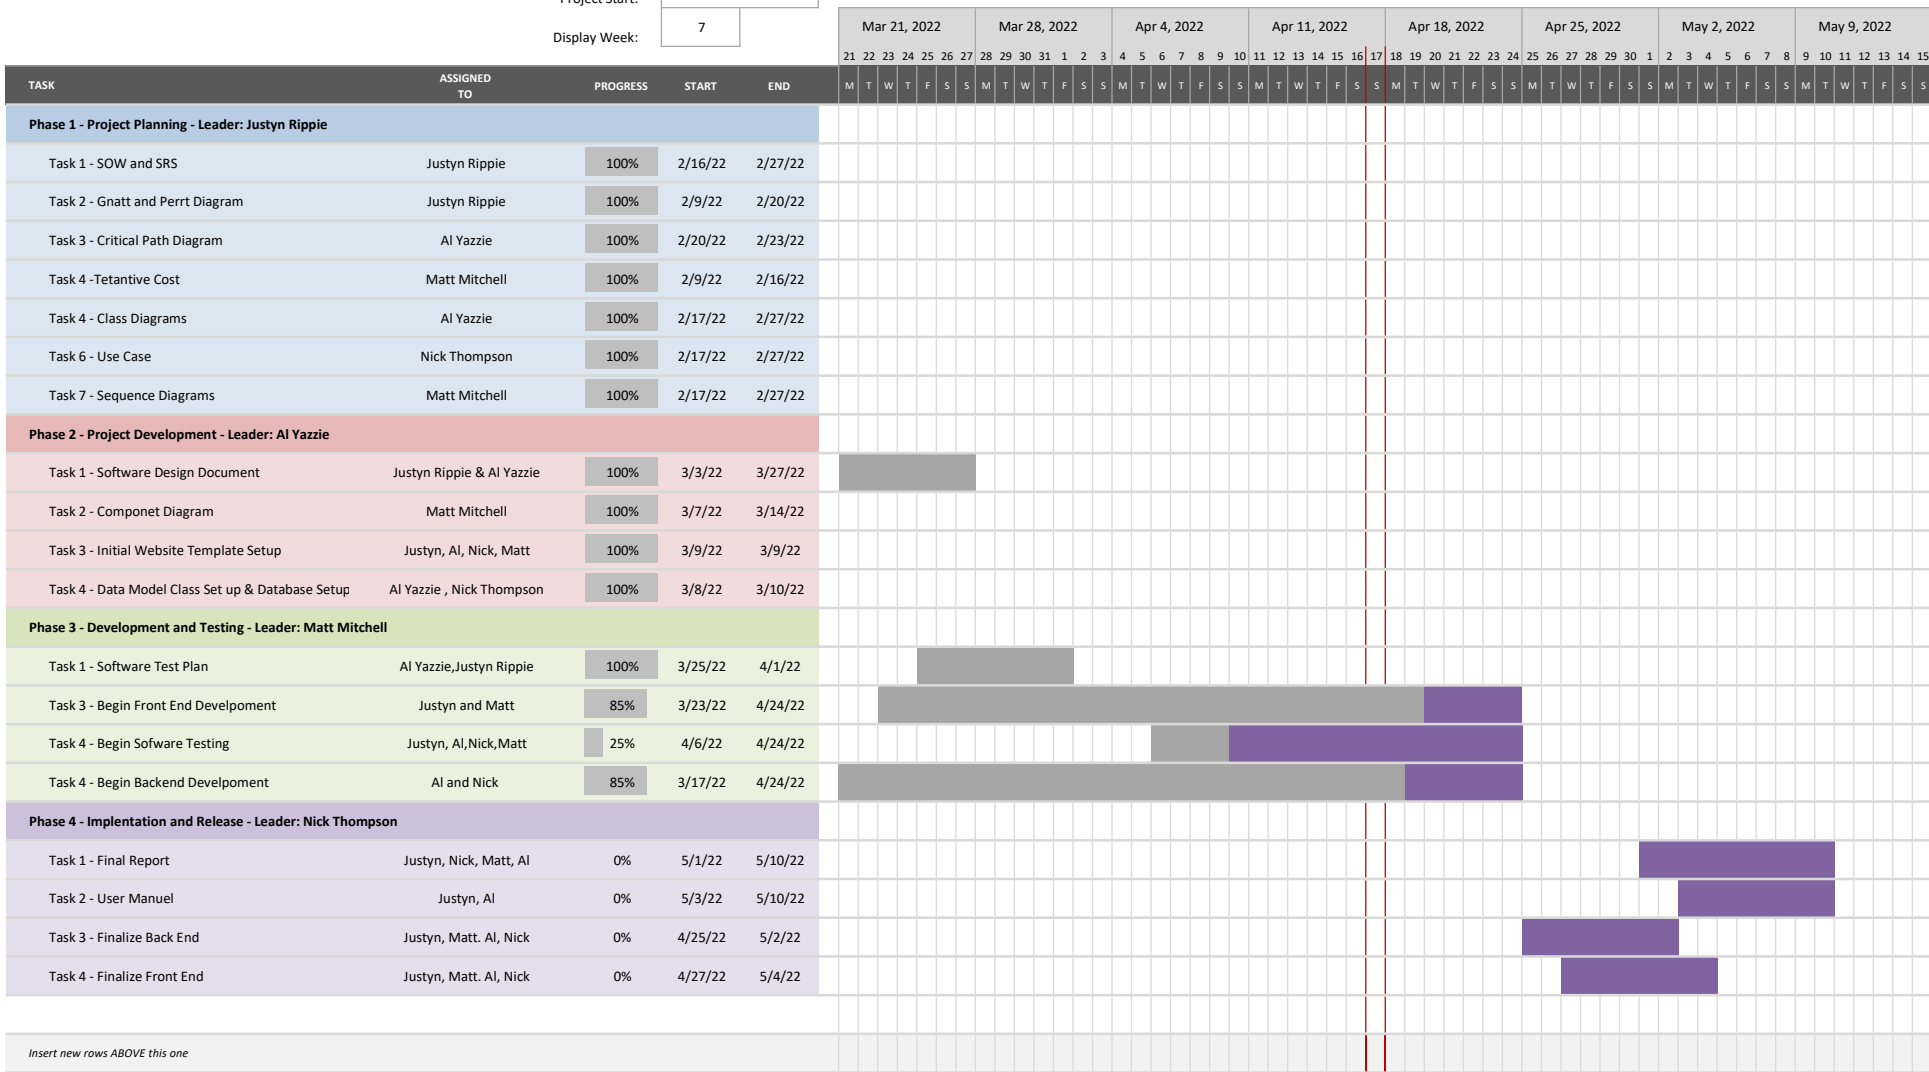 Project Start:
Display Week: 7
Mar 21, 2022 Mar 28, 2022 Apr 4, 2022 Apr 11, 2022 Apr 18, 2022 Apr 25, 2022 May 2, 2022 May 9, 2022
21 22 23 24 25 26 27 28 29 30 31 1 2 3 4 5 6 7 8 9 10 11 12 13 14 15 16 17 18 19 20 21 22 23 24 25 26 27 28 29 30 1 2 3 4 5 6 7 8 9 10 11 12 13 14 15
TASK ASSIGNED TO PROGRESS START END M T W T F S S M T W T F S S M T W T F S S M T W T F S S M T W T F S S M T W T F S S M T W T F S S M T W T F S S
Phase 1 - Project Planning - Leader: Justyn Rippie
Task 1 - SOW and SRS Justyn Rippie 100% 2/16/22 2/27/22
Task 2 - Gnatt and Perrt Diagram Justyn Rippie 100% 2/9/22 2/20/22
Task 3 - Critical Path Diagram Al Yazzie 100% 2/20/22 2/23/22
Task 4 -Tetantive Cost Matt Mitchell 100% 2/9/22 2/16/22
Task 4 - Class Diagrams Al Yazzie 100% 2/17/22 2/27/22
Task 6 - Use Case Nick Thompson 100% 2/17/22 2/27/22
Task 7 - Sequence Diagrams Matt Mitchell 100% 2/17/22 2/27/22
Phase 2 - Project Development - Leader: Al Yazzie
Task 1 - Software Design Document Justyn Rippie & Al Yazzie 100% 3/3/22 3/27/22
Task 2 - Componet Diagram Matt Mitchell 100% 3/7/22 3/14/22
Task 3 - Initial Website Template Setup Justyn, Al, Nick, Matt 100% 3/9/22 3/9/22
Task 4 - Data Model Class Set up & Database Setup Al Yazzie , Nick Thompson 100% 3/8/22 3/10/22
Phase 3 - Development and Testing - Leader: Matt Mitchell
Task 1 - Software Test Plan Al Yazzie,Justyn Rippie 100% 3/25/22 4/1/22
Task 3 - Begin Front End Develpoment Justyn and Matt 85% 3/23/22 4/24/22
Task 4 - Begin Sofware Testing Justyn, Al,Nick,Matt 25% 4/6/22 4/24/22
Task 4 - Begin Backend Develpoment Al and Nick 85% 3/17/22 4/24/22
Phase 4 - Implentation and Release - Leader: Nick Thompson
Task 1 - Final Report Justyn, Nick, Matt, Al 0% 5/1/22 5/10/22
Task 2 - User Manuel Justyn, Al 0% 5/3/22 5/10/22
Task 3 - Finalize Back End Justyn, Matt. Al, Nick 0% 4/25/22 5/2/22
Task 4 - Finalize Front End Justyn, Matt. Al, Nick 0% 4/27/22 5/4/22
Insert new rows ABOVE this one